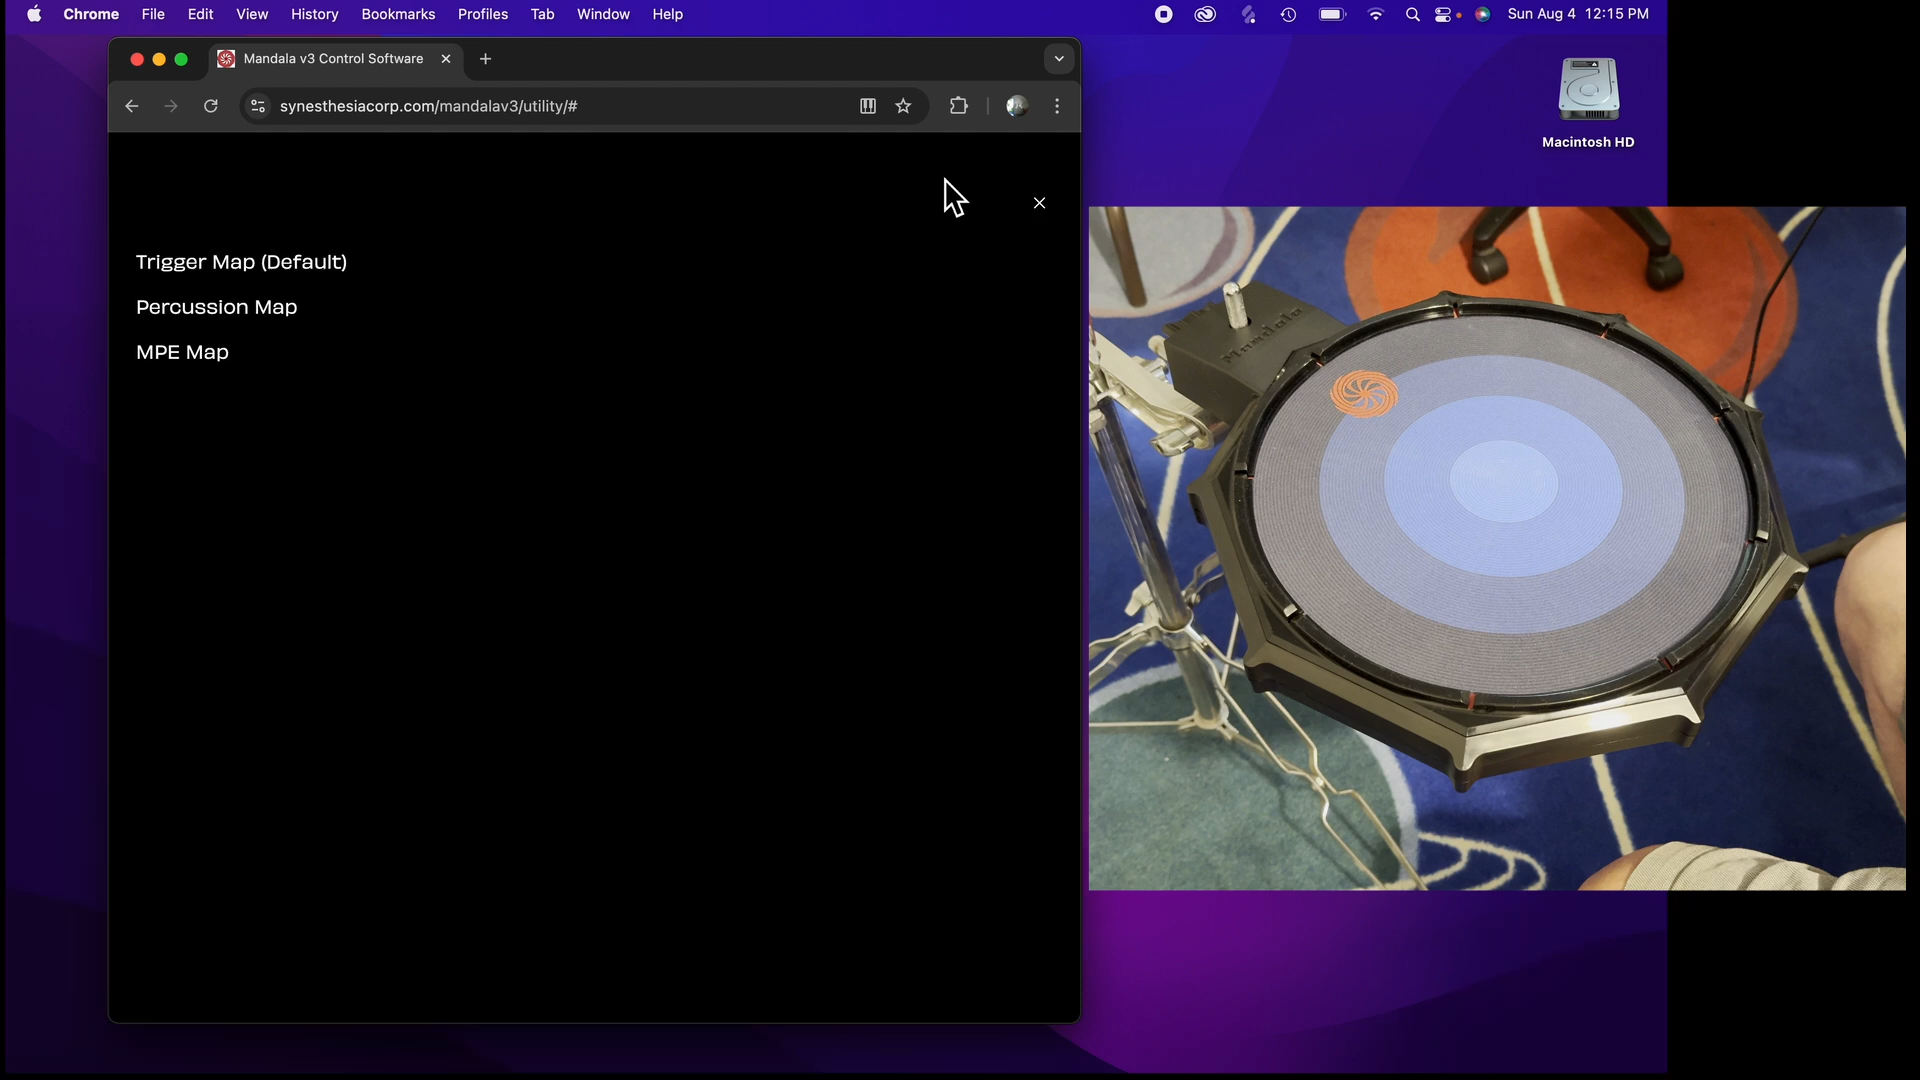 Chrome File Edit View History Bookmarks Profiles Tab Window Help Sun Aug 4 12:15 PM
Mandala v3 Control Software
synesthesiacorp.com/mandalav3/utility/#
Macintosh HD
Trigger Map (Default)
Percussion Map
MPE Map
Mandala